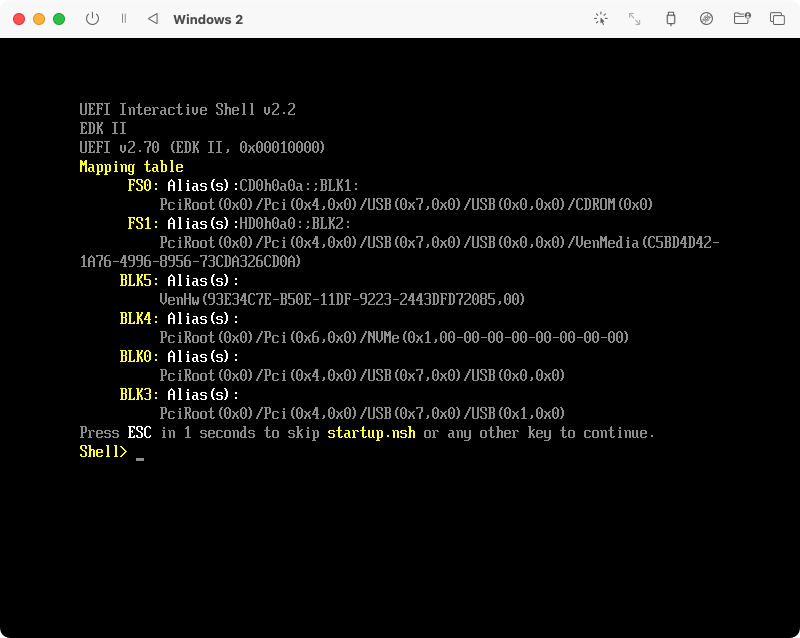 Windows 2
UEFI Interactive Shell v2.2
EDK II
UEFI v2.70 (EDK II, 0x00010000)
Mapping table
FS0: Alias(s):CD0h0a0a:;BLK1:
PciRoot(0x0)/Pci(0x4,0x0)/USB(0x7,0x0)/USB(0x0,0x0)/CDROM(0x0)
FS1: Alias(s):HD0h0a0:;BLK2:
PciRoot(0x0)/Pci(0x4,0x0)/USB(0x7,0x0)/USB(0x0,0x0)/VenMedia(C5BD4D42-
1A76-4996-8956-73CDA326CD0A)
BLK5: Alias(s):
VenHw(93E34C7E-B50E-11DF-9223-2443DFD72085,00)
BLK4: Alias(s):
PciRoot(0x0)/Pci(0x6,0x0)/NVMe(0x1,00-00-00-00-00-00-00-00)
BLK0: Alias(s):
PciRoot(0x0)/Pci(0x4,0x0)/USB(0x7,0x0)/USB(0x0,0x0)
BLK3: Alias(s):
PciRoot(0x0)/Pci(0x4,0x0)/USB(0x7,0x0)/USB(0x1,0x0)
Press ESC in 1 seconds to skip startup.nsh or any other key to continue.
Shell> _